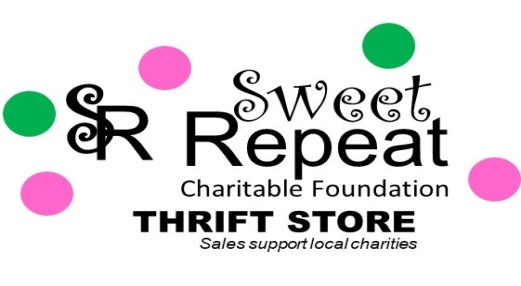 SR Sweet
Repeat
Charitable Foundation
THRIFT STORE
Sales support local charities